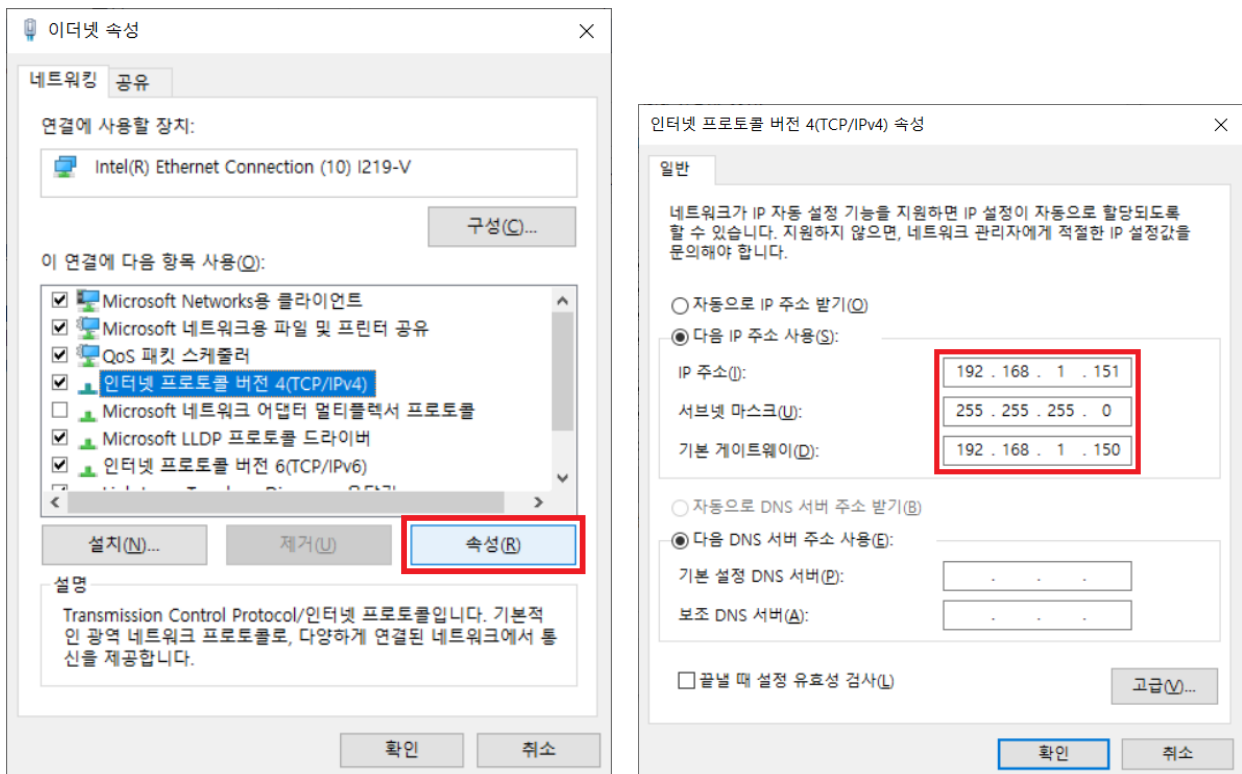 이더넷 속성
네트워킹
공유
연결에 사용할 장치:
Intel(R) Ethernet Connection (10) I219-V
구성(C)...
이 연결에 다음 항목 사용(O):
Microsoft Networks용 클라이언트
Microsoft 네트워크용 파일 및 프린터 공유
QoS 패킷 스케줄러
인터넷 프로토콜 버전 4(TCP/IPv4)
Microsoft 네트워크 어댑터 멀티플렉서 프로토콜
Microsoft LLDP 프로토콜 드라이버
인터넷 프로토콜 버전 6(TCP/IPv6)
설치(N)...
제거(U)
속성(R)
설명
Transmission Control Protocol/인터넷 프로토콜입니다. 기본적
인 광역 네트워크 프로토콜로, 다양하게 연결된 네트워크에서 통
신을 제공합니다.
확인
취소
인터넷 프로토콜 버전 4(TCP/IPv4) 속성
일반
네트워크가 IP 자동 설정 기능을 지원하면 IP 설정이 자동으로 할당되도록
할 수 있습니다. 지원하지 않으면, 네트워크 관리자에게 적절한 IP 설정값을
문의해야 합니다.
자동으로 IP 주소 받기(O)
다음 IP 주소 사용(S):
IP 주소(I): 192 . 168 . 1 . 151
서브넷 마스크(U): 255 . 255 . 255 . 0
기본 게이트웨이(D): 192 . 168 . 1 . 150
자동으로 DNS 서버 주소 받기(B)
다음 DNS 서버 주소 사용(E):
기본 설정 DNS 서버(P): . . .
보조 DNS 서버(A): . . .
끝낼 때 설정 유효성 검사(L)
고급(V)...
확인
취소